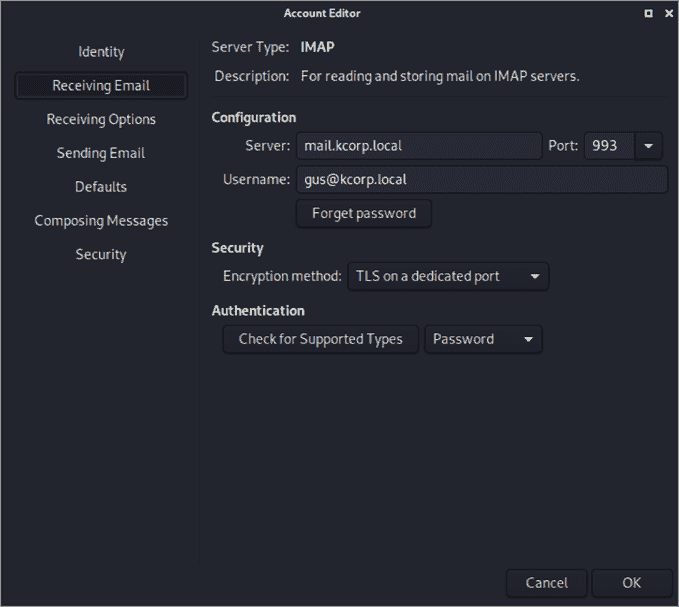 Account Editor
Identity
Receiving Email
Receiving Options
Sending Email
Defaults
Composing Messages
Security
Server Type: IMAP
Description: For reading and storing mail on IMAP servers.
Configuration
Server: mail.kcorp.local Port: 993
Username: gus@kcorp.local
Forget password
Security
Encryption method: TLS on a dedicated port
Authentication
Check for Supported Types Password
Cancel OK